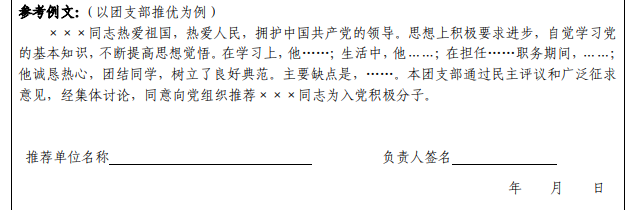 参考例文：（以团支部推优为例）
×××同志热爱祖国，热爱人民，拥护中国共产党的领导。思想上积极要求进步，自觉学习党
的基本知识，不断提高思想觉悟。在学习上，他……；生活中，他……；在担任……职务期间，……；
他诚恳热心，团结同学，树立了良好典范。主要缺点是，……。本团支部通过民主评议和广泛征求
意见，经集体讨论，同意向党组织推荐×××同志为入党积极分子。
推荐单位名称 负责人签名
年 月 日